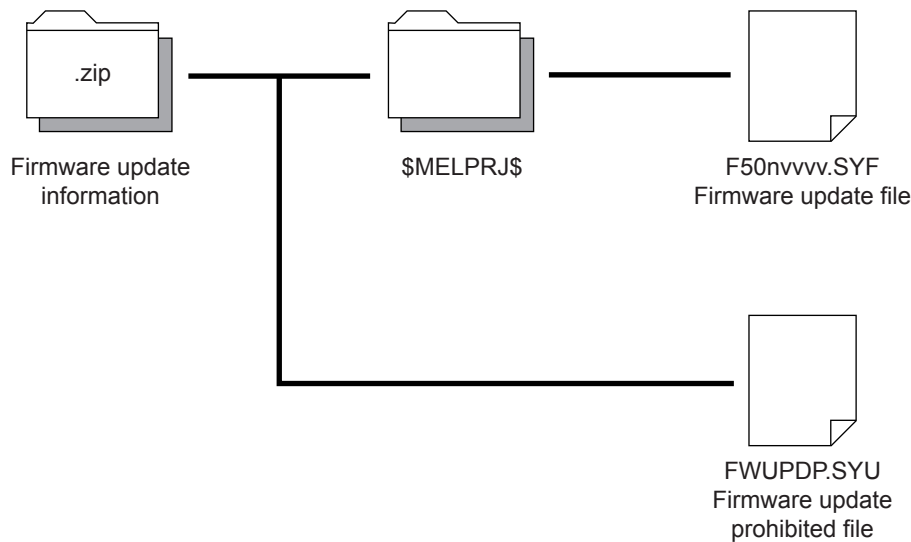 .zip
Firmware update
information
$MELPRJ$
F50nvvvv.SYF
Firmware update file
FWUPDP.SYU
Firmware update
prohibited file